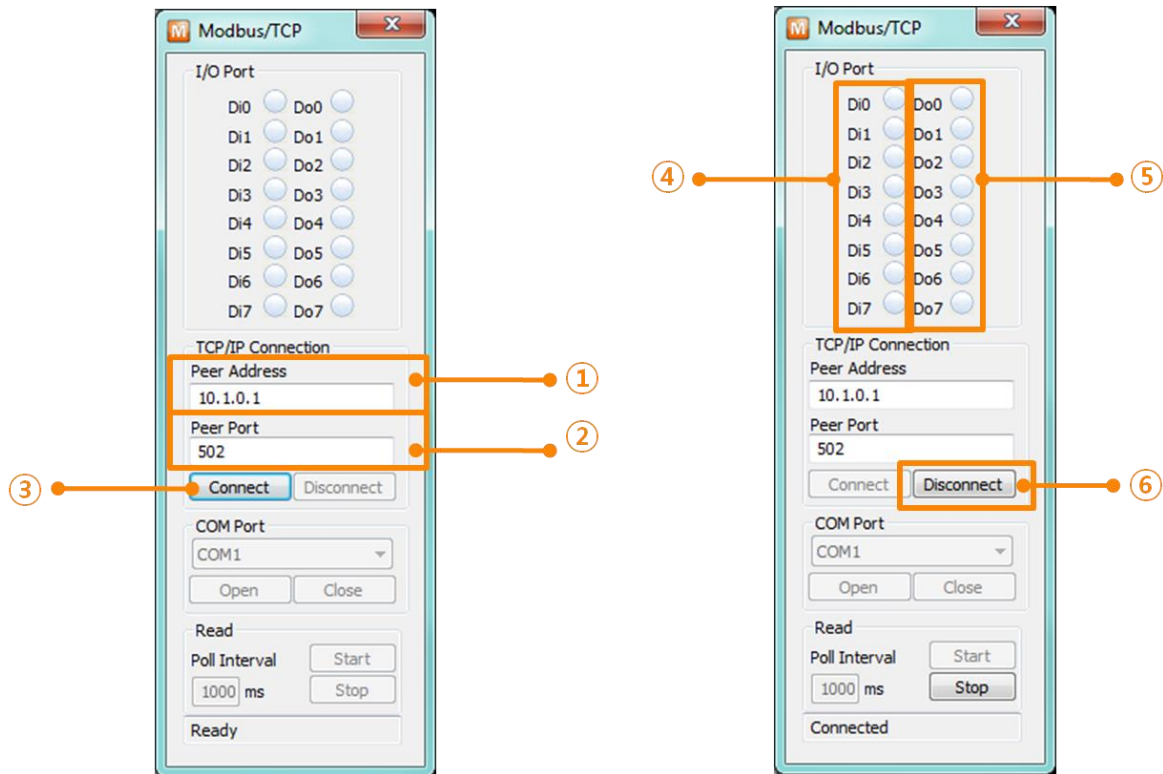 M Modbus/TCP X
I/O Port
Di0 Do0
Di1 Do1
Di2 Do2
Di3 Do3
Di4 Do4
Di5 Do5
Di6 Do6
Di7 Do7
TCP/IP Connection
Peer Address
10.1.0.1
①
Peer Port
502
②
③
Connect Disconnect
COM Port
COM1
Open Close
Read
Poll Interval Start
1000 ms Stop
Ready
M Modbus/TCP X
I/O Port
Di0 Do0
Di1 Do1
Di2 Do2
④
⑤
Di3 Do3
Di4 Do4
Di5 Do5
Di6 Do6
Di7 Do7
TCP/IP Connection
Peer Address
10.1.0.1
Peer Port
502
Connect Disconnect
⑥
COM Port
COM1
Open Close
Read
Poll Interval Start
1000 ms Stop
Connected